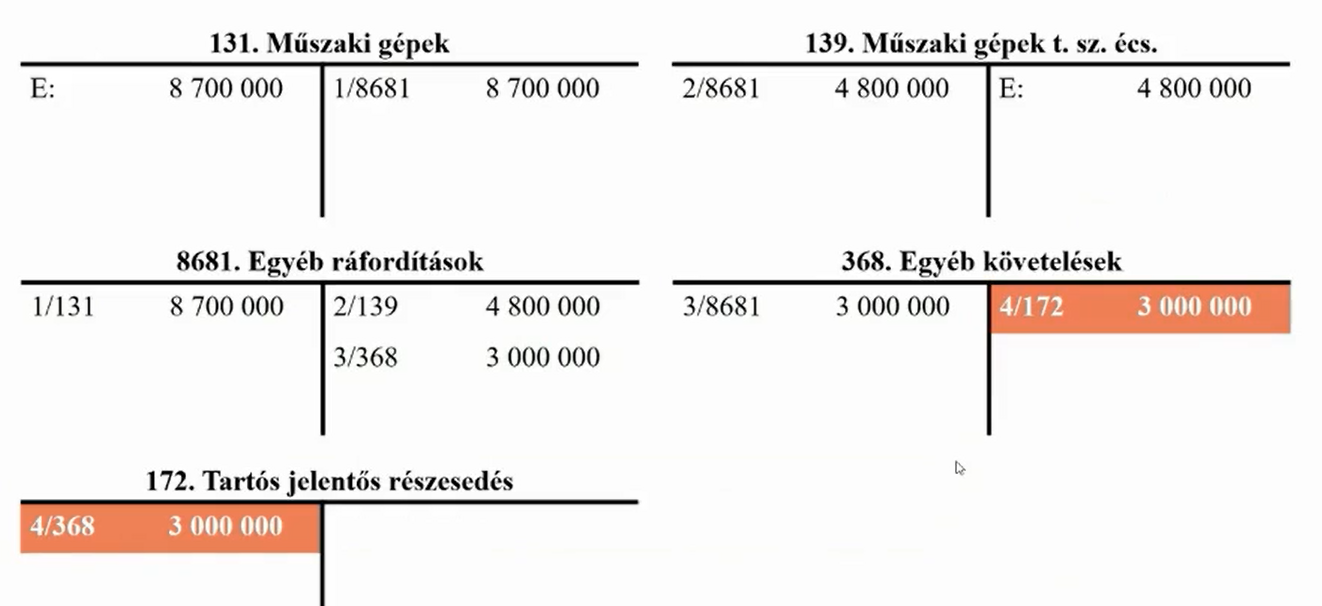 131. Műszaki gépek
E: 8 700 000 1/8681 8 700 000
139. Műszaki gépek t. sz. écs.
2/8681 4 800 000 E: 4 800 000
8681. Egyéb ráfordítások
1/131 8 700 000 2/139 4 800 000
3/368 3 000 000
368. Egyéb követelések
3/8681 3 000 000 4/172 3 000 000
172. Tartós jelentős részesedés
4/368 3 000 000